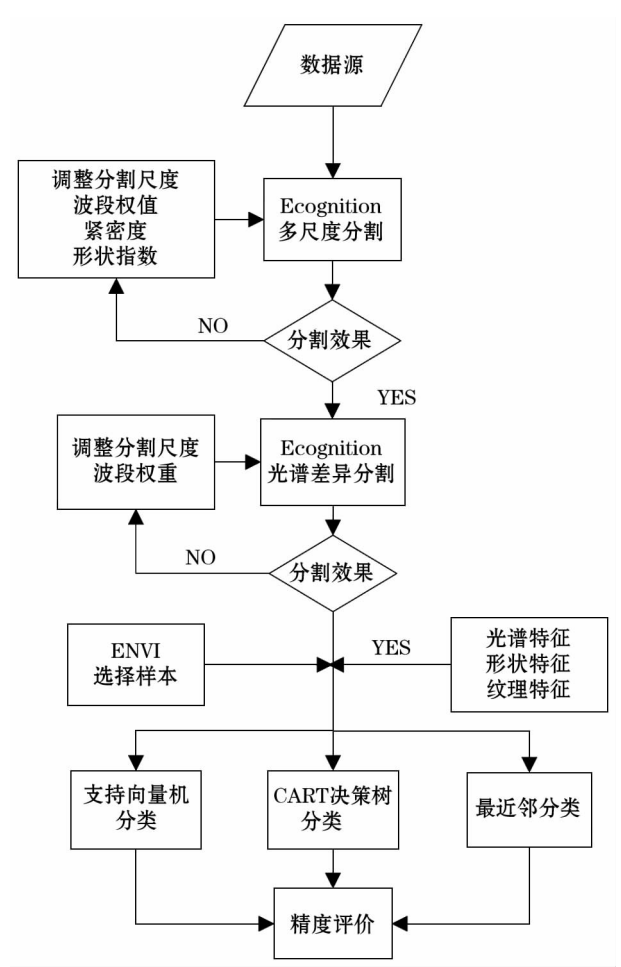 数据源
调整分割尺度
波段权值
紧密度
形状指数
Ecognition
多尺度分割
NO
分割效果
YES
调整分割尺度
波段权重
Ecognition
光谱差异分割
NO
分割效果
ENVI
选择样本
YES
光谱特征
形状特征
纹理特征
支持向量机
分类
CART决策树
分类
最近邻分类
精度评价